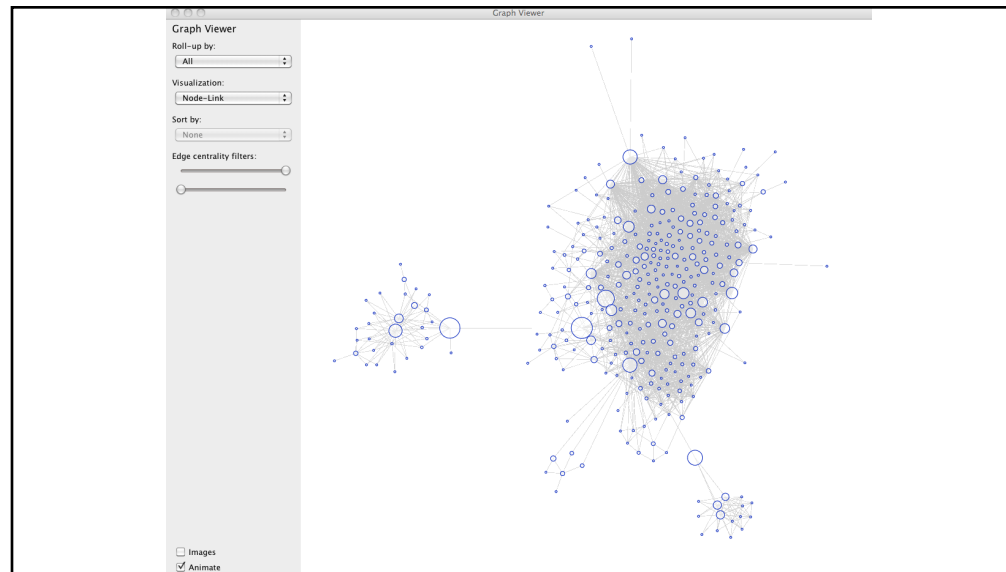 Graph Viewer
Graph Viewer
Roll-up by:
All
Visualization:
Node-Link
Sort by:
None
Edge centrality filters:
Images
Animate